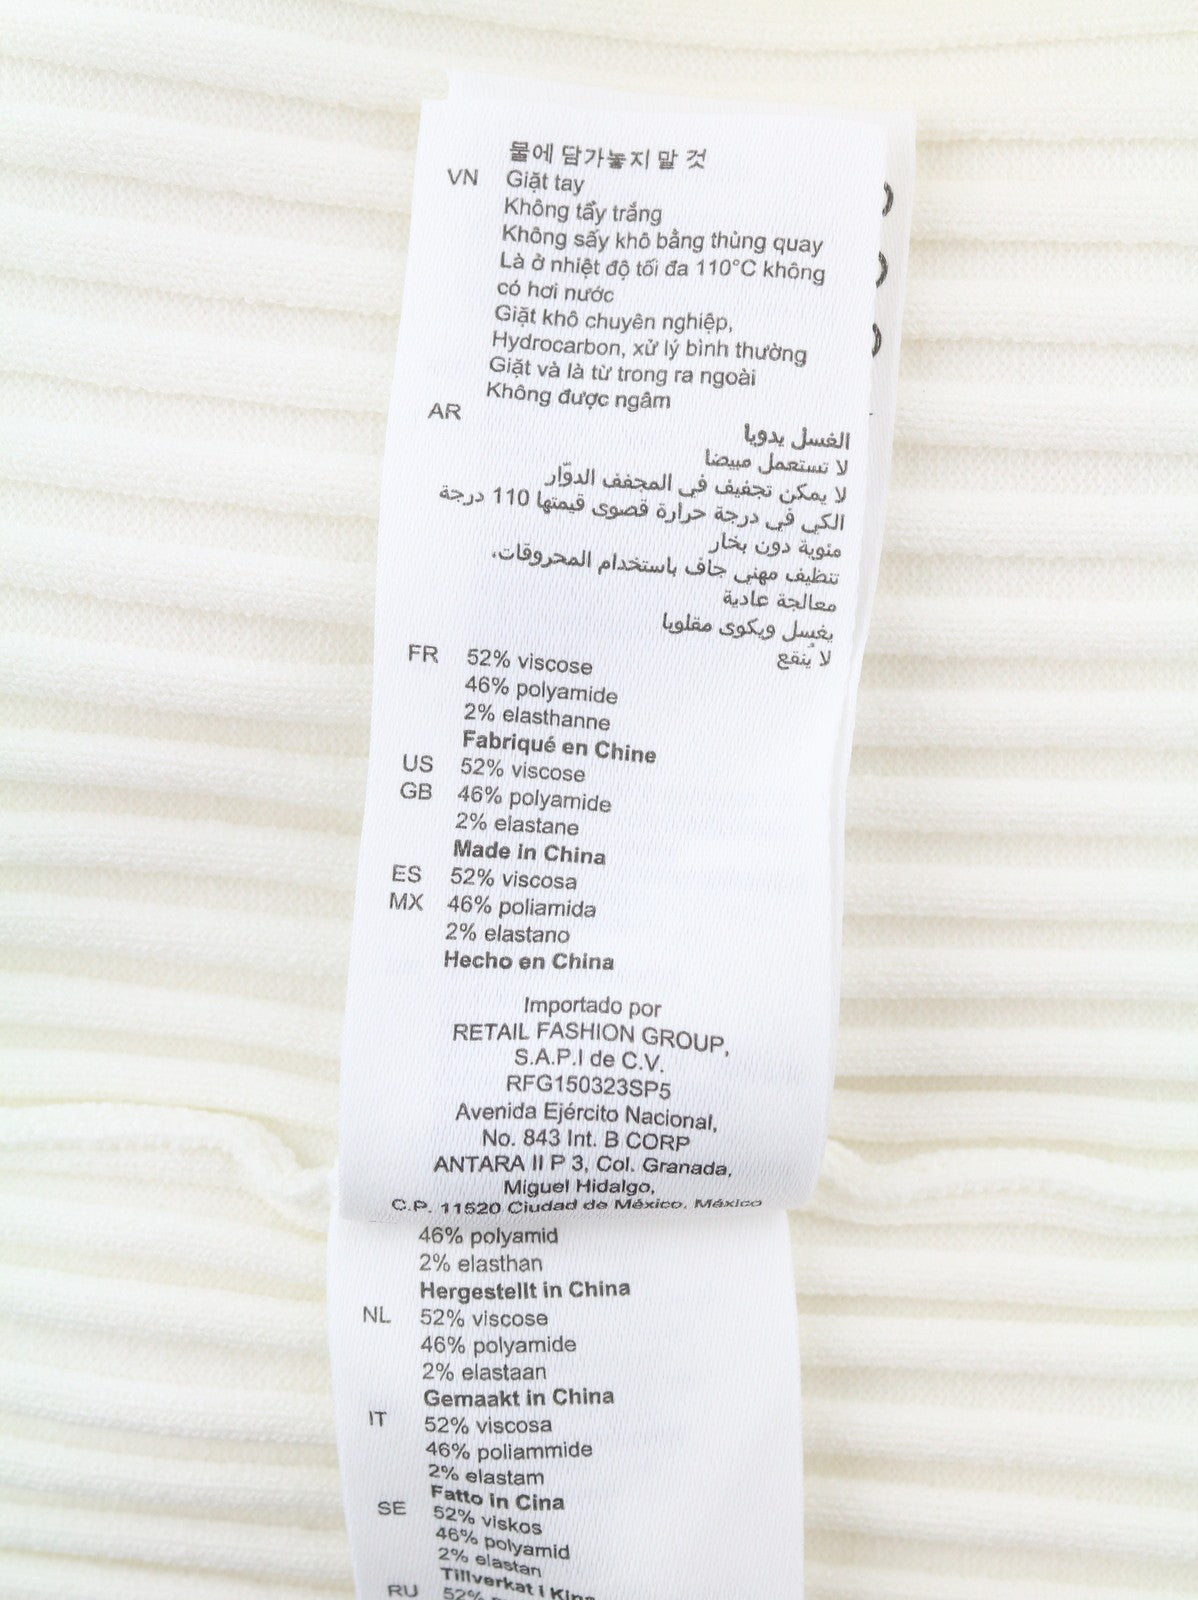 물에 담가놓지 말 것
VN Giặt tay
Không tẩy trắng
Không sấy khô bằng thùng quay
Là ở nhiệt độ tối đa 110°C không
có hơi nước
Giặt khô chuyên nghiệp,
Hydrocarbon, xử lý bình thường
Giặt và là từ trong ra ngoài
Không được ngâm
AR
الغسل يدويا
لا تستعمل مبيضا
لا يمكن تجفيف في المجفف الدوّار
الكي في درجة حرارة قصوى قيمتها 110 درجة
مئوية دون بخار
تنظيف مهني جاف باستخدام المحروقات،
معالجة عادية
يغسل ويكوى مقلوبا
لا يُنقع
FR 52% viscose
46% polyamide
2% elasthanne
Fabriqué en Chine
US 52% viscose
GB 46% polyamide
2% elastane
Made in China
ES 52% viscosa
MX 46% poliamida
2% elastano
Hecho en China
Importado por
RETAIL FASHION GROUP,
S.A.P.I de C.V.
RFG150323SP5
Avenida Ejército Nacional,
No. 843 Int. B CORP
ANTARA II P 3, Col. Granada,
Miguel Hidalgo,
C.P. 11520 Ciudad de México, México
46% polyamid
2% elasthan
Hergestellt in China
NL 52% viscose
46% polyamide
2% elastaan
Gemaakt in China
IT 52% viscosa
46% poliammide
2% elastam
Fatto in Cina
SE 52% viskos
46% polyamid
2% elastan
Tillverkat i
RU 52%